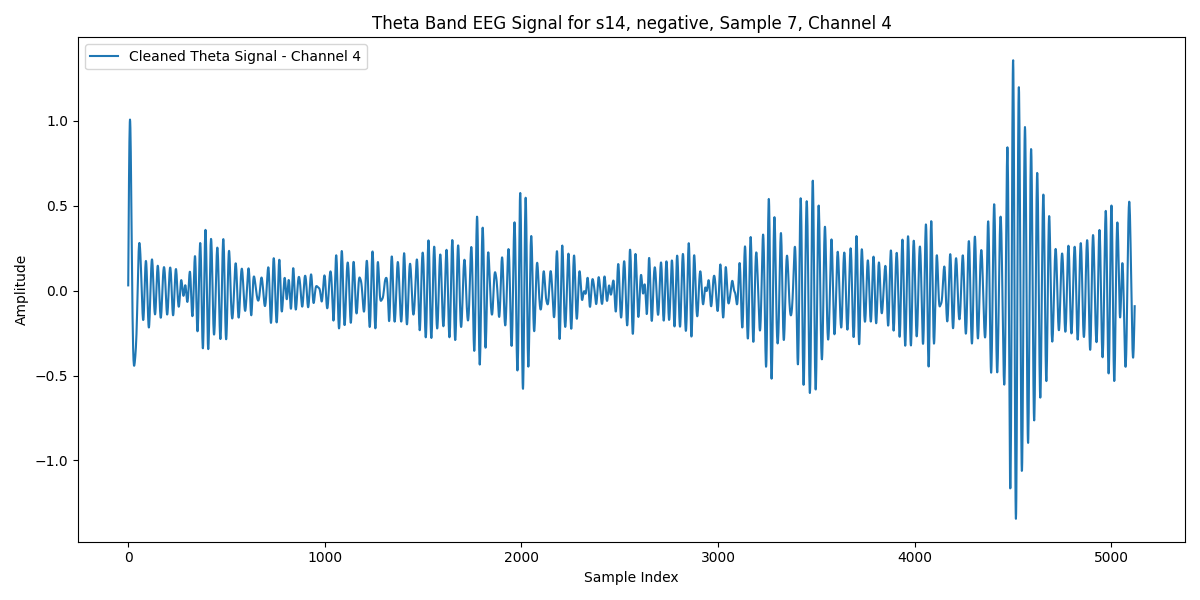 Theta Band EEG Signal for s14, negative, Sample 7, Channel 4
Cleaned Theta Signal - Channel 4
Amplitude
1.0
0.5
0.0
−0.5
−1.0
0 1000 2000 3000 4000 5000
Sample Index